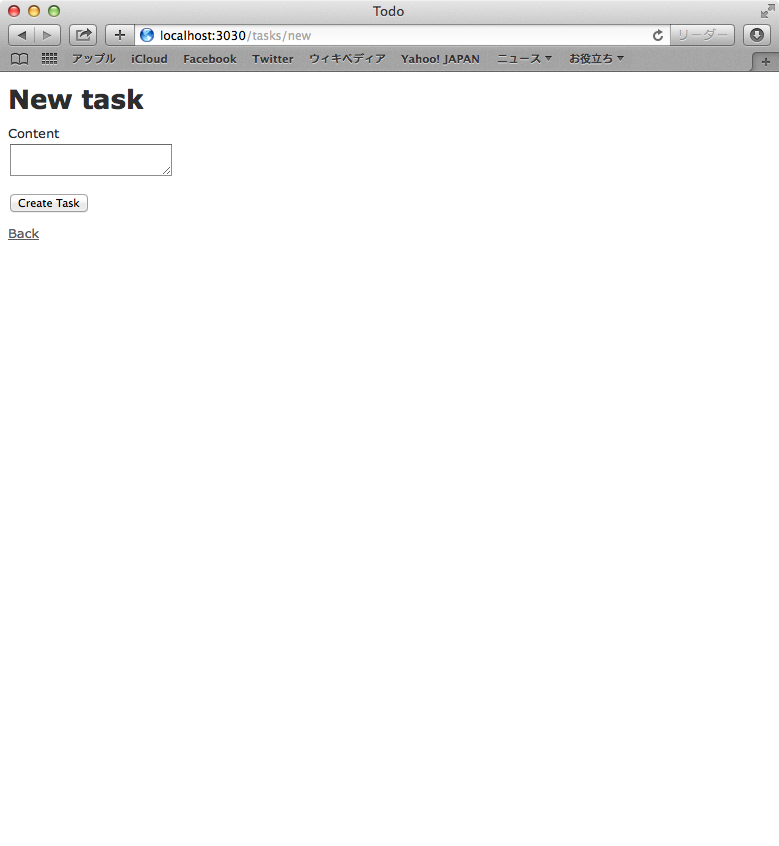 Todo
localhost:3030/tasks/new リーダー
アップル iCloud Facebook Twitter ウィキペディア Yahoo! JAPAN ニュース お役立ち
New task
Content
Create Task
Back